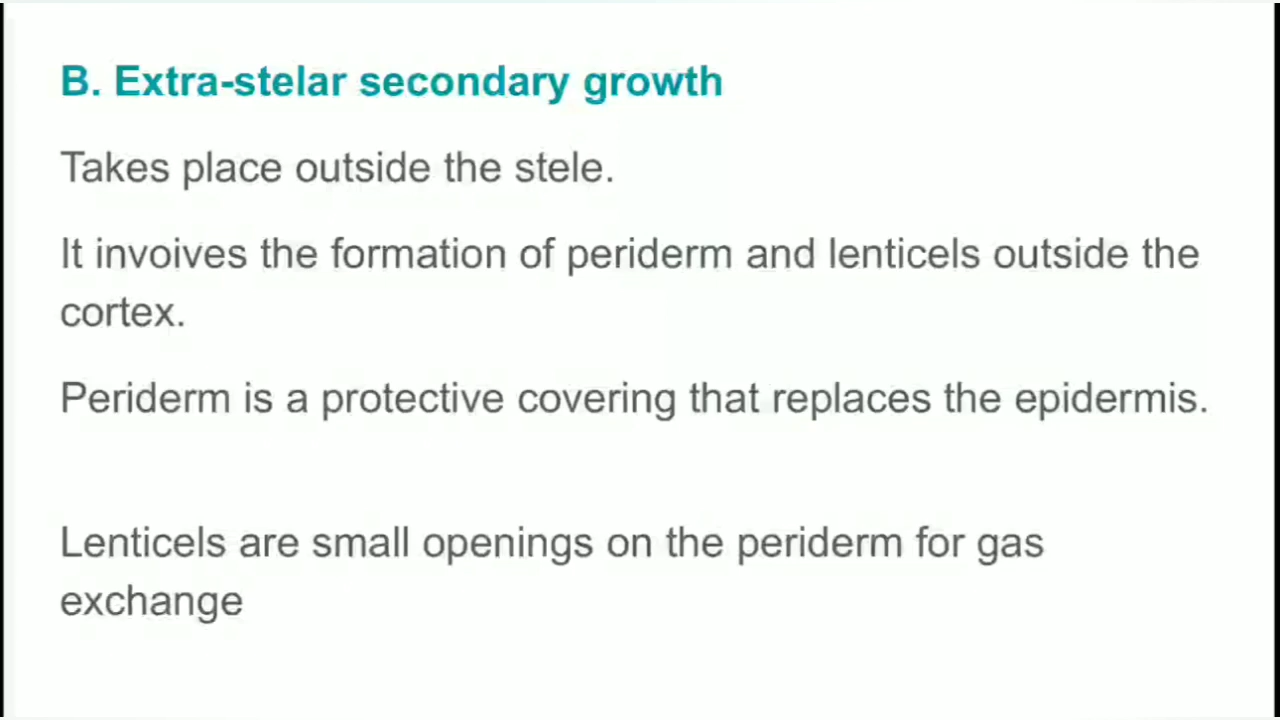 B. Extra-stelar secondary growth
Takes place outside the stele.
It invoives the formation of periderm and lenticels outside the
cortex.
Periderm is a protective covering that replaces the epidermis.
Lenticels are small openings on the periderm for gas
exchange